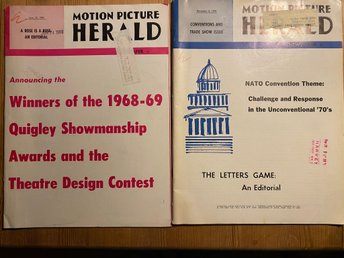 MOTION PICTURE
HERALD
A ROSE IS A ROSE
AN EDITORIAL
Announcing the
Winners of the 1968-69
Quigley Showmanship
Awards and the
Theatre Design Contest
MOTION PICTURE
HERALD
CONVENTIONS AND
TRADE SHOW ISSUE
NATO Convention Theme:
Challenge and Response
in the Unconventional '70's
THE LETTERS GAME:
An Editorial